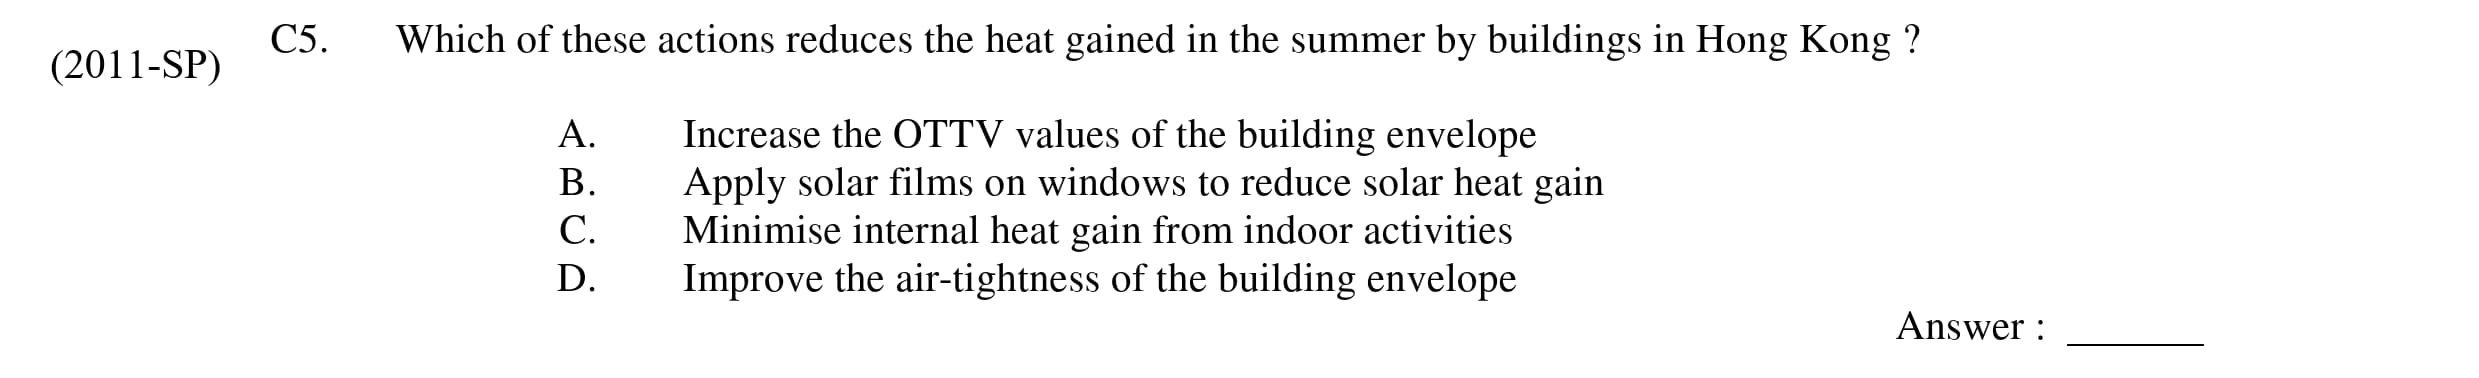 (2011-SP) C5. Which of these actions reduces the heat gained in the summer by buildings in Hong Kong ?
A. Increase the OTTV values of the building envelope
B. Apply solar films on windows to reduce solar heat gain
C. Minimise internal heat gain from indoor activities
D. Improve the air-tightness of the building envelope
Answer : ______